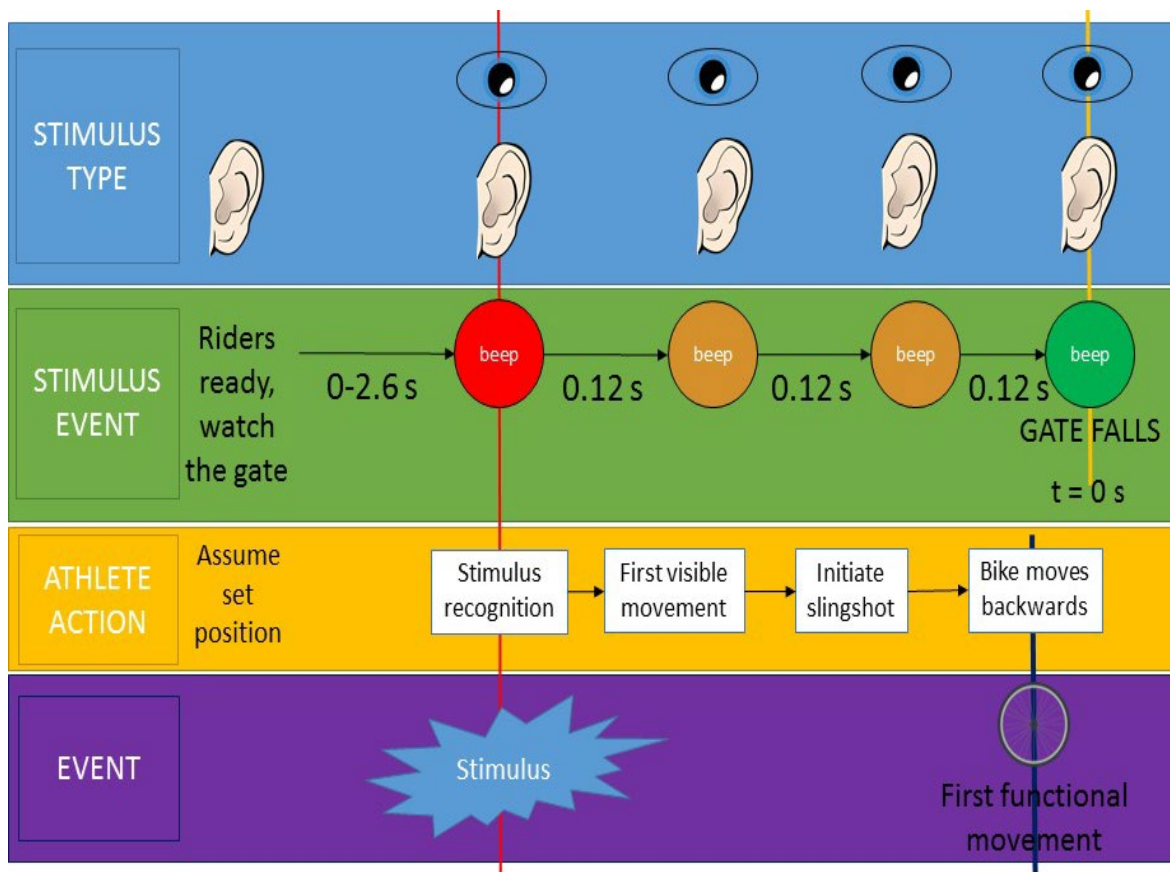 STIMULUS
TYPE
STIMULUS
EVENT
Riders
ready,
watch
the gate
0-2.6 s
beep
0.12 s
beep
0.12 s
beep
0.12 s
beep
GATE FALLS
t = 0 s
ATHLETE
ACTION
Assume
set
position
Stimulus
recognition
First visible
movement
Initiate
slingshot
Bike moves
backwards
EVENT
Stimulus
First functional
movement